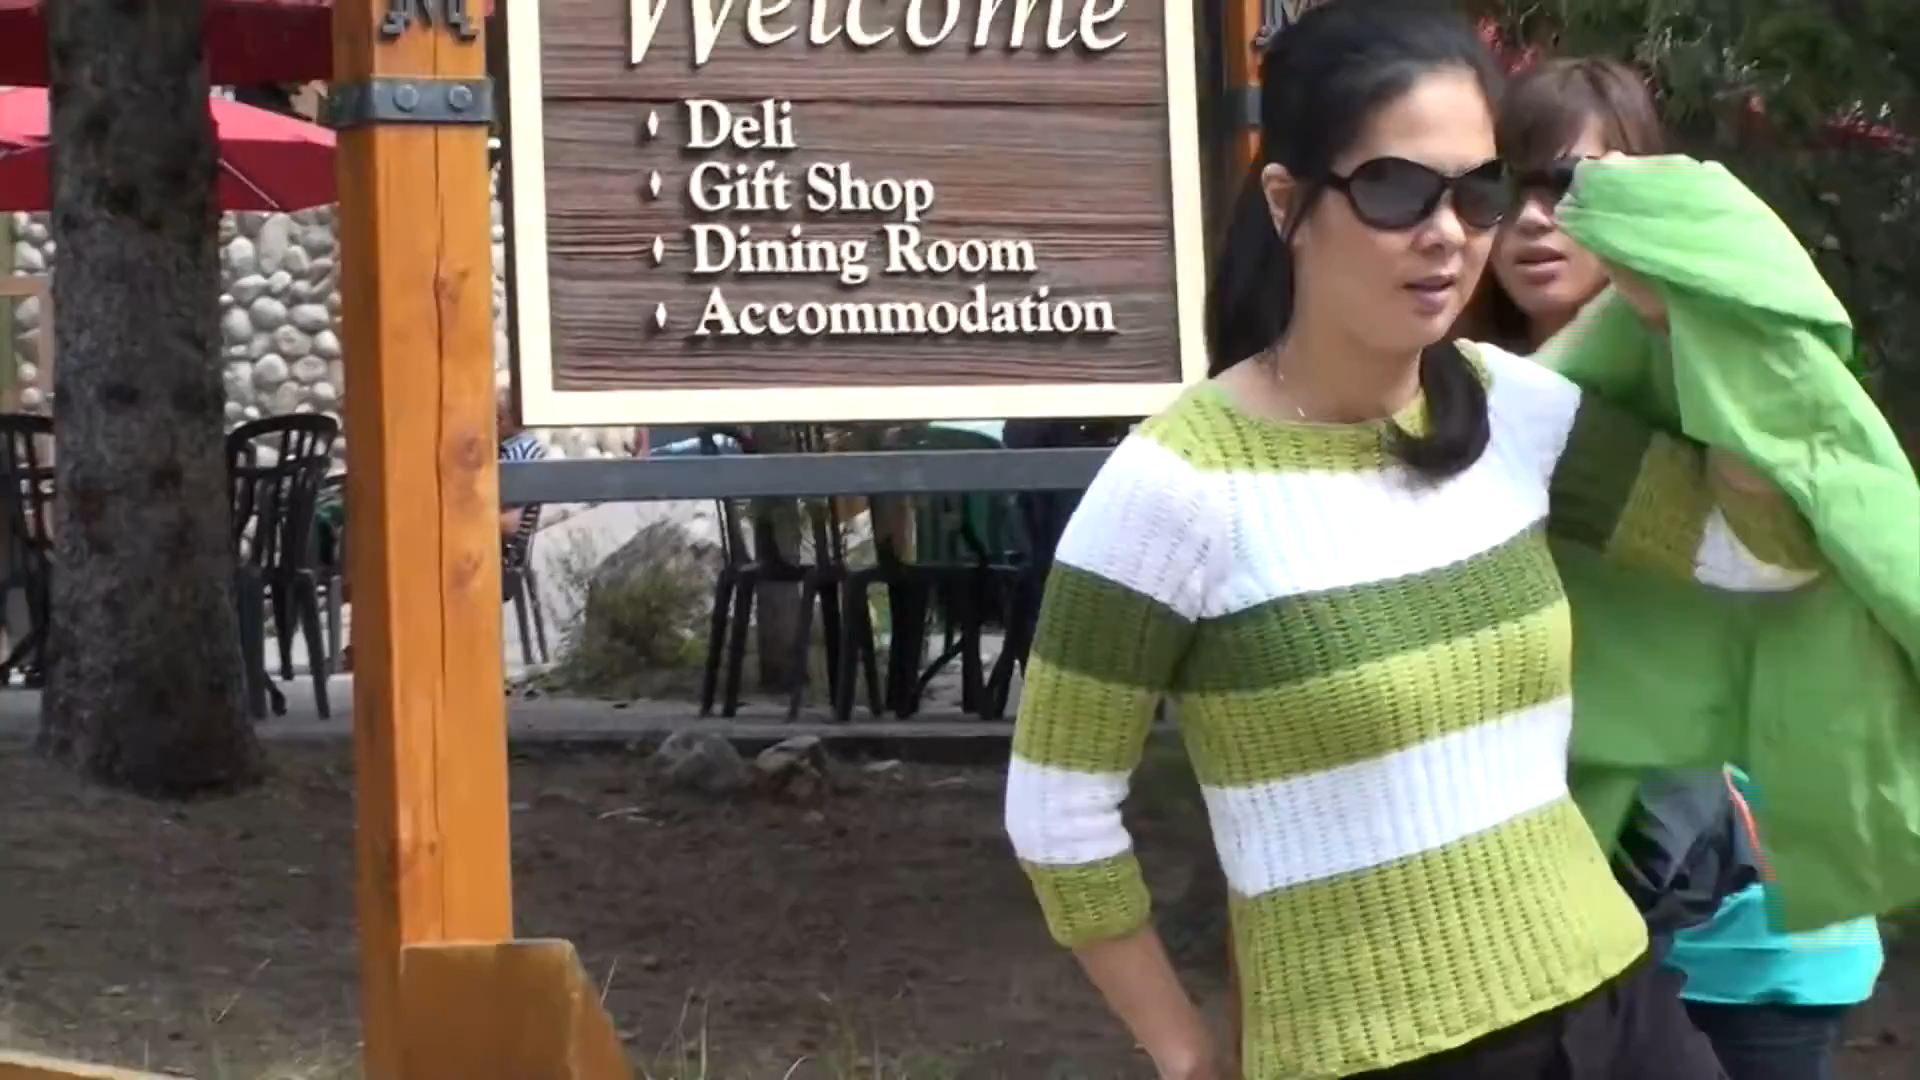 Welcome
Deli
Gift Shop
Dining Room
Accommodation